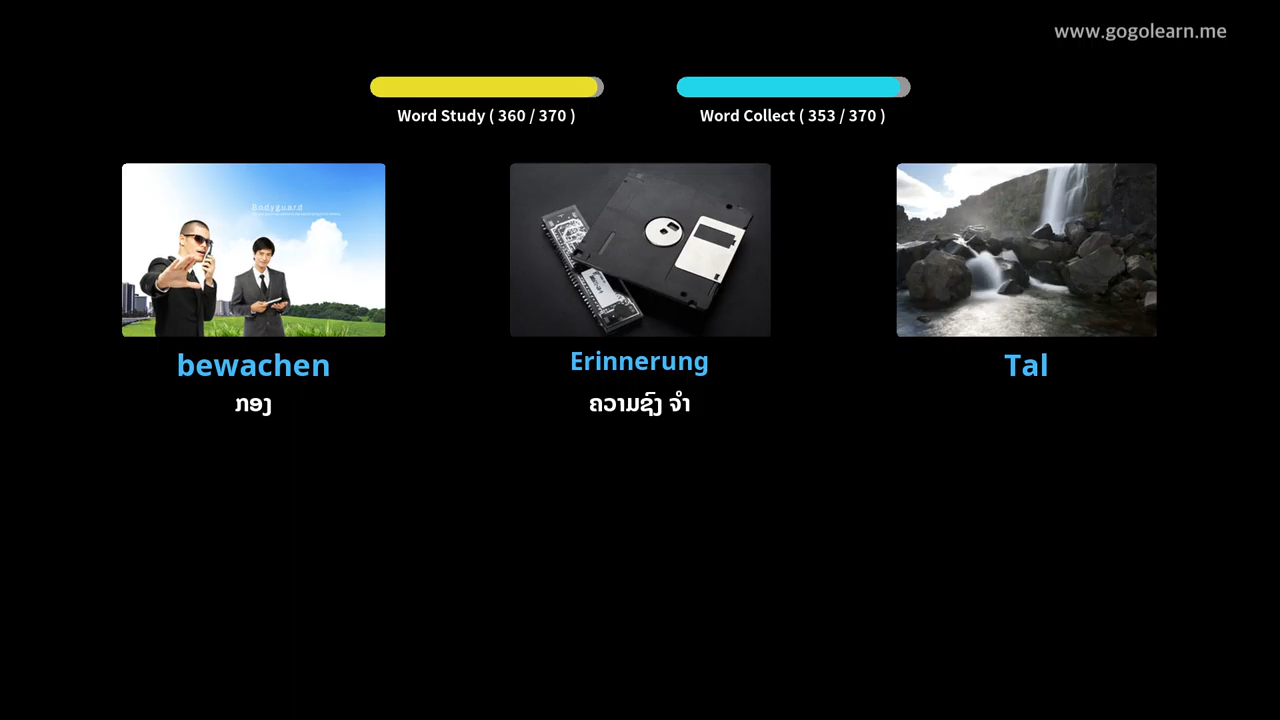 www.gogolearn.me
Word Study ( 360 / 370 )
Word Collect ( 353 / 370 )
Bodyguard
bewachen
Erinnerung
Tal
ກອງ
ຄວາມຊົງ ຈຳ